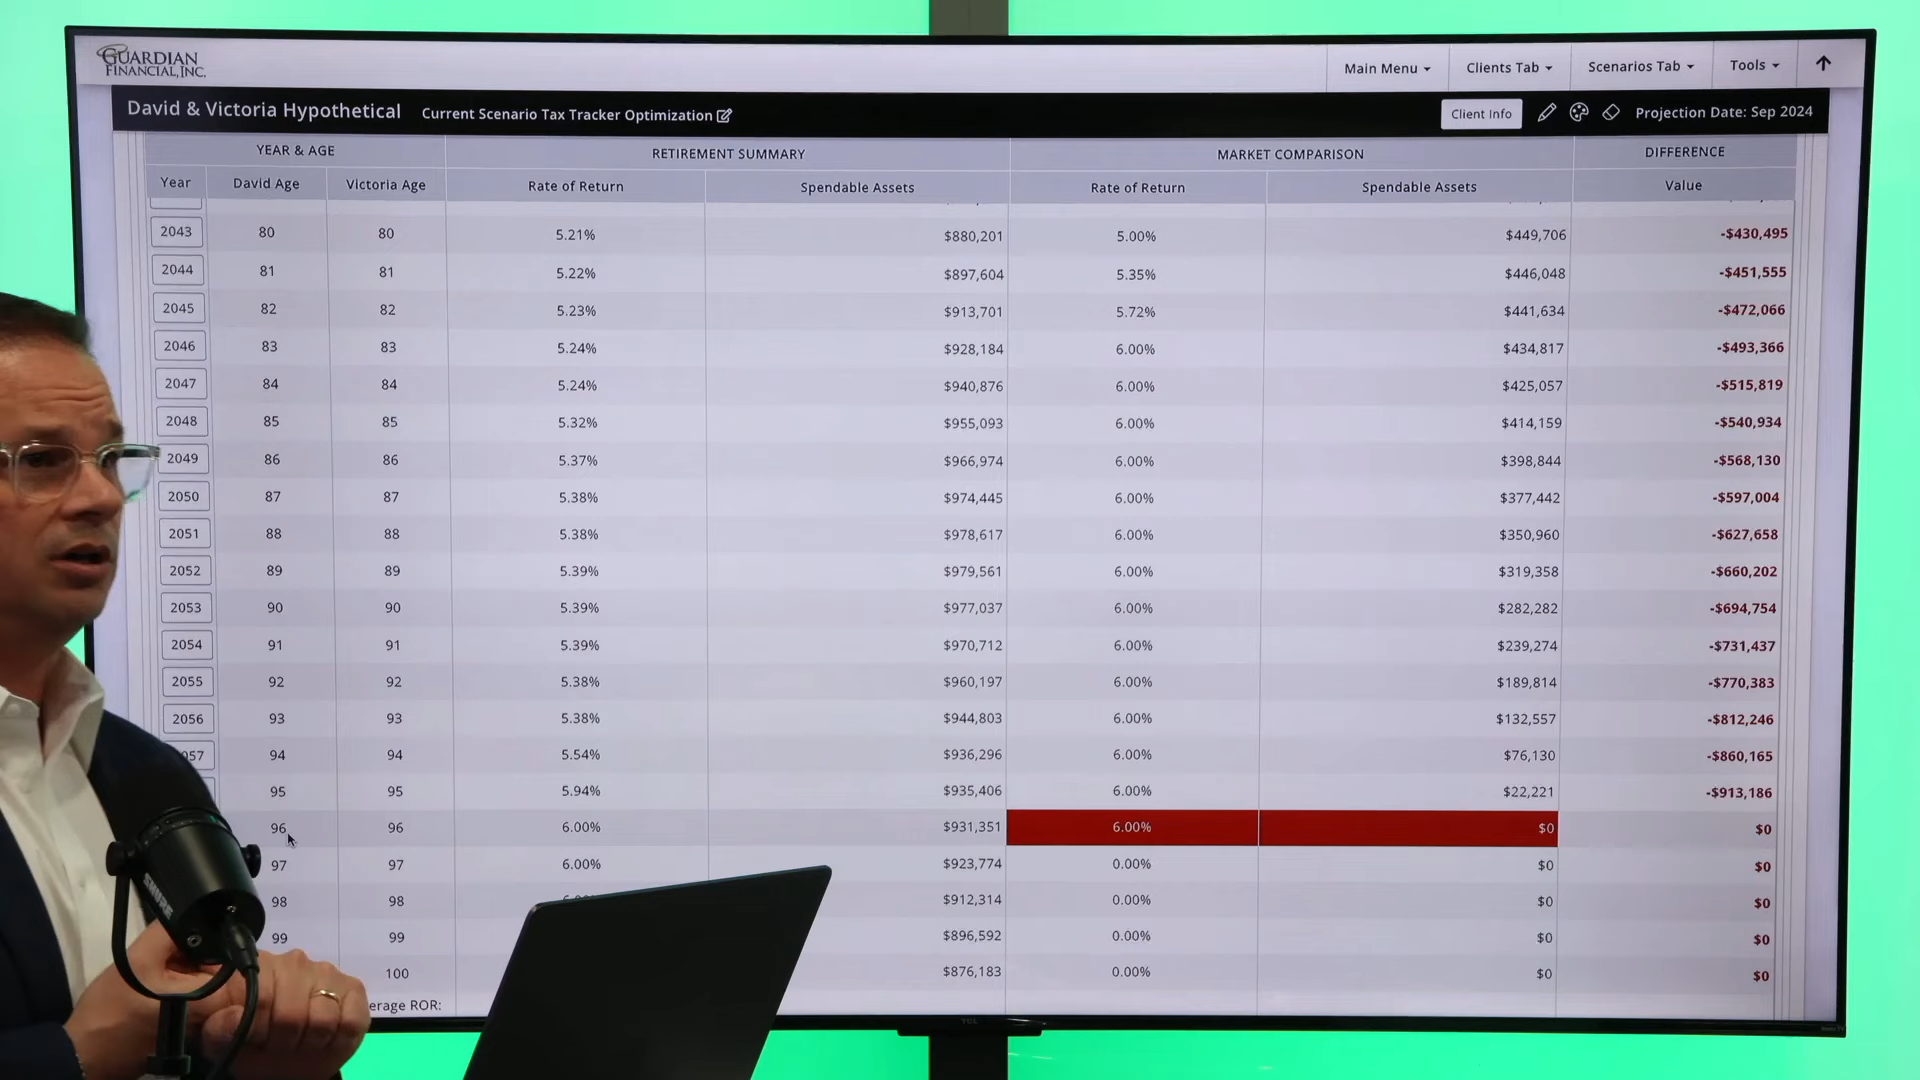 GUARDIAN
FINANCIAL, INC.
Main Menu Clients Tab Scenarios Tab Tools
David & Victoria Hypothetical Current Scenario Tax Tracker Optimization Client Info Projection Date: Sep 2024
YEAR & AGE RETIREMENT SUMMARY MARKET COMPARISON DIFFERENCE
Year David Age Victoria Age Rate of Return Spendable Assets Rate of Return Spendable Assets Value
2043 80 80 5.21% $880,201 5.00% $449,706 -$430,495
2044 81 81 5.22% $897,604 5.35% $446,048 -$451,555
2045 82 82 5.23% $913,701 5.72% $441,634 -$472,066
2046 83 83 5.24% $928,184 6.00% $434,817 -$493,366
2047 84 84 5.24% $940,876 6.00% $425,057 -$515,819
2048 85 85 5.32% $955,093 6.00% $414,159 -$540,934
2049 86 86 5.37% $966,974 6.00% $398,844 -$568,130
2050 87 87 5.38% $974,445 6.00% $377,442 -$597,004
2051 88 88 5.38% $978,617 6.00% $350,960 -$627,658
2052 89 89 5.39% $979,561 6.00% $319,358 -$660,202
2053 90 90 5.39% $977,037 6.00% $282,282 -$694,754
2054 91 91 5.39% $970,712 6.00% $239,274 -$731,437
2055 92 92 5.38% $960,197 6.00% $189,814 -$770,383
2056 93 93 5.38% $944,803 6.00% $132,557 -$812,246
057 94 94 5.54% $936,296 6.00% $76,130 -$860,165
95 95 5.94% $935,406 6.00% $22,221 -$913,186
96 96 6.00% $931,351 6.00% $0 $0
97 97 6.00% $923,774 0.00% $0 $0
98 98 $912,314 0.00% $0 $0
99 99 $896,592 0.00% $0 $0
100 $876,183 0.00% $0 $0
erage ROR:
SHURE
TCL